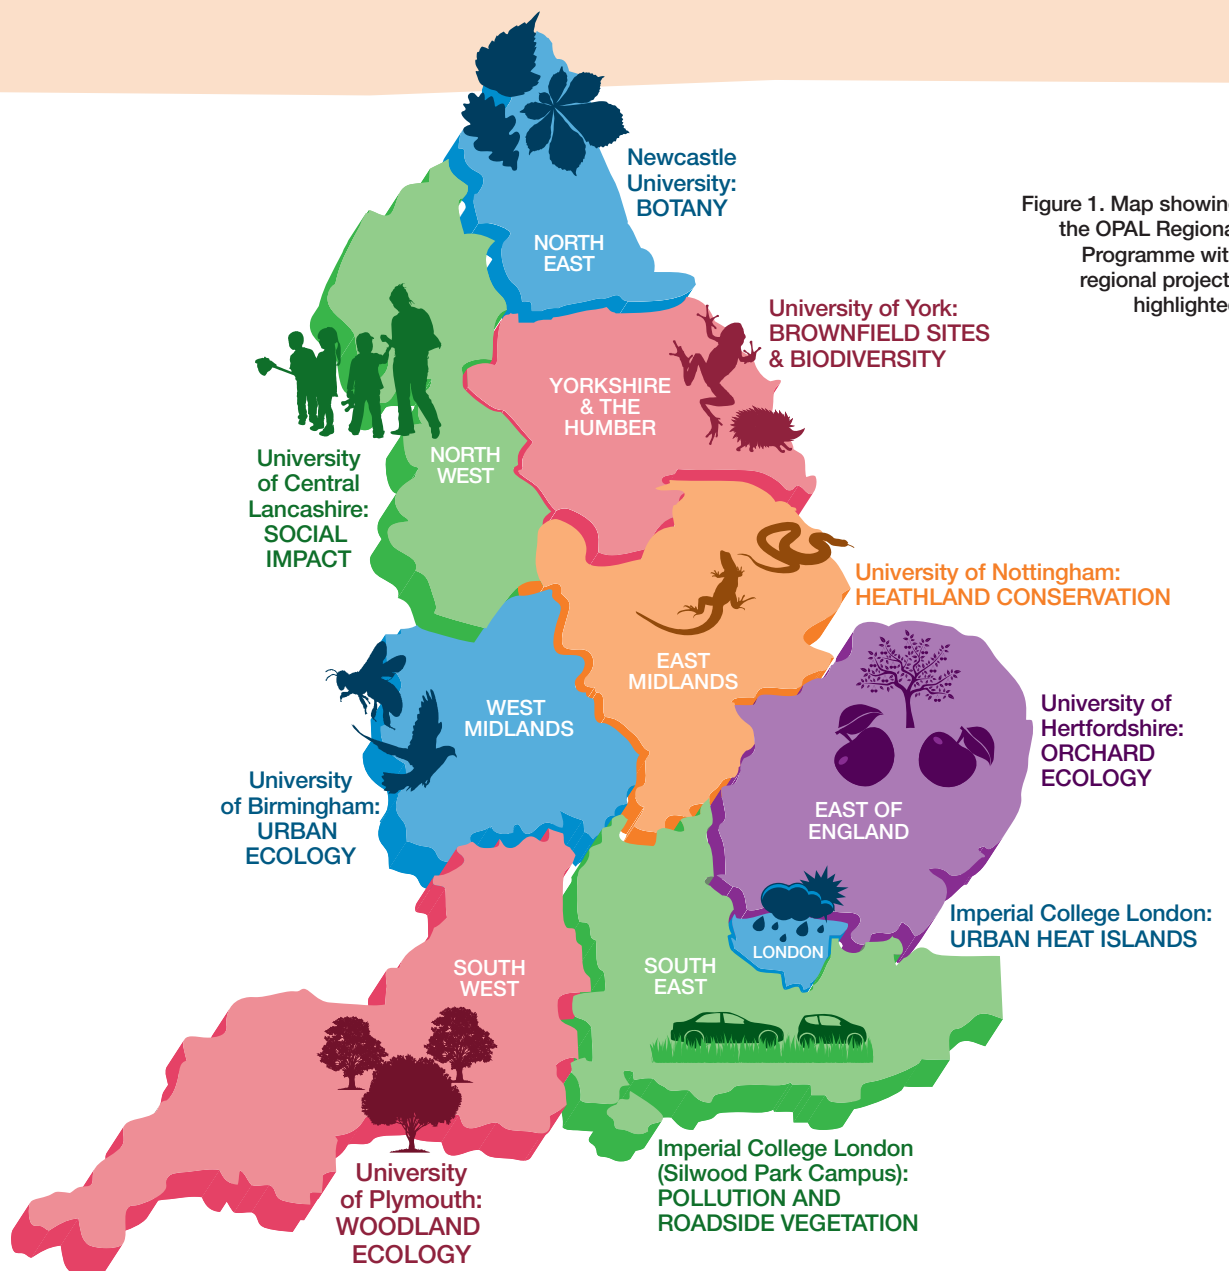 Newcastle
University:
BOTANY
NORTH
EAST
Figure 1. Map showing
the OPAL Regiona
Programme wit
regional project
highlighted
University of York:
BROWNFIELD SITES
& BIODIVERSITY
YORKSHIRE
& THE
HUMBER
NORTH
WEST
University
of Central
Lancashire:
SOCIAL
IMPACT
University of Nottingham:
HEATHLAND CONSERVATION
EAST
MIDLANDS
WEST
MIDLANDS
University of
Hertfordshire:
ORCHARD
ECOLOGY
University
of Birmingham:
URBAN
ECOLOGY
EAST OF
ENGLAND
Imperial College London:
URBAN HEAT ISLANDS
LONDON
SOUTH
WEST
SOUTH
EAST
Imperial College London
(Silwood Park Campus):
POLLUTION AND
ROADSIDE VEGETATION
University
of Plymouth:
WOODLAND
ECOLOGY